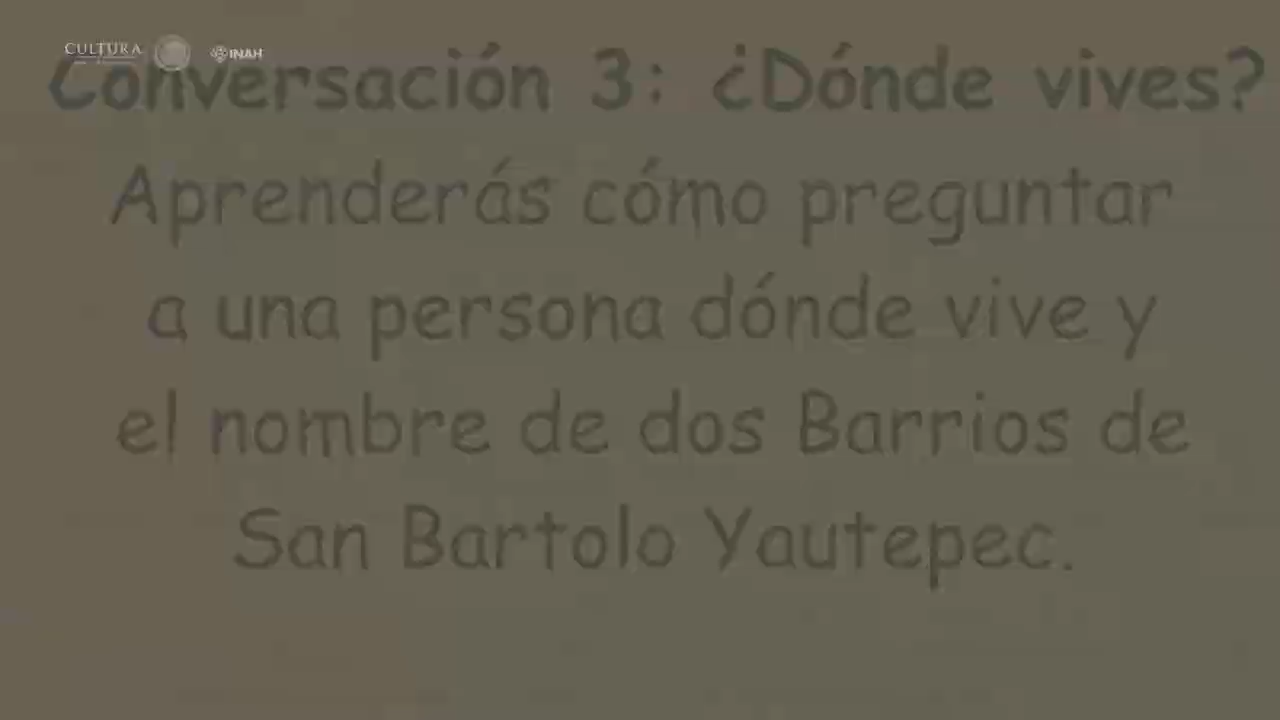 CULTURA
INAH
Conversación 3: ¿Dónde vives?
Aprenderás cómo preguntar
a una persona dónde vive y
el nombre de dos Barrios de
San Bartolo Yautepec.